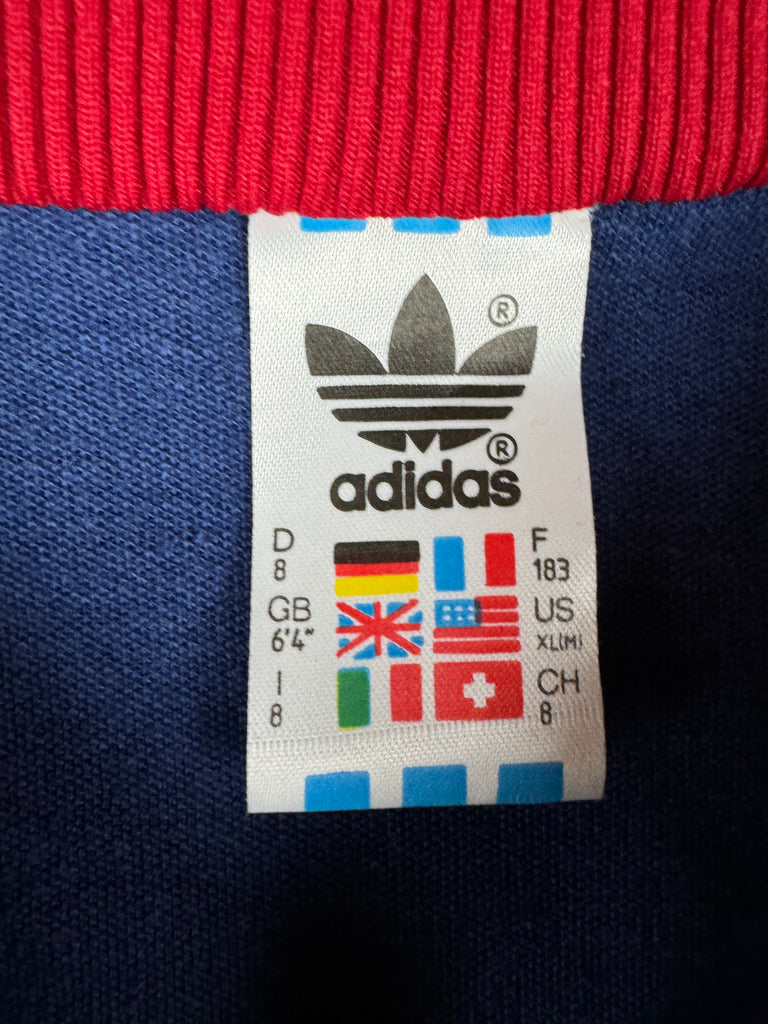 ®
®
adidas
D F
8 183
GB US
6'4" XL(M)
I CH
8 8